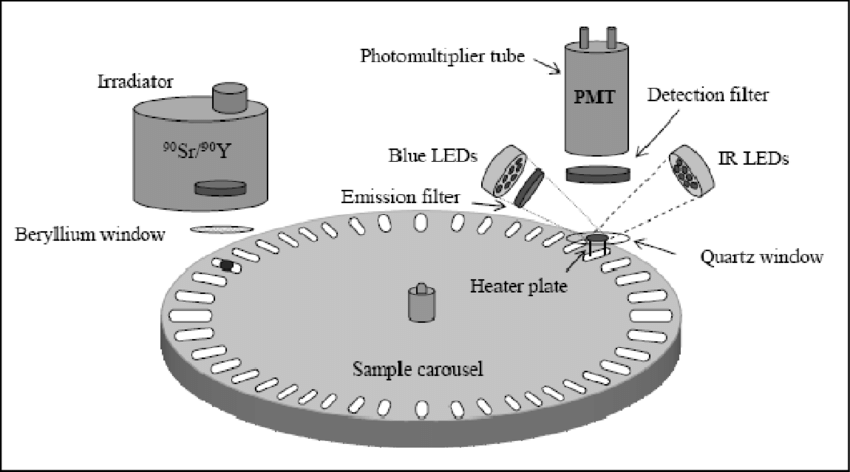 Photomultiplier tube
Irradiator
PMT
Detection filter
⁹⁰Sr/⁹⁰Y
Blue LEDs
IR LEDs
Emission filter
Beryllium window
Quartz window
Heater plate
Sample carousel